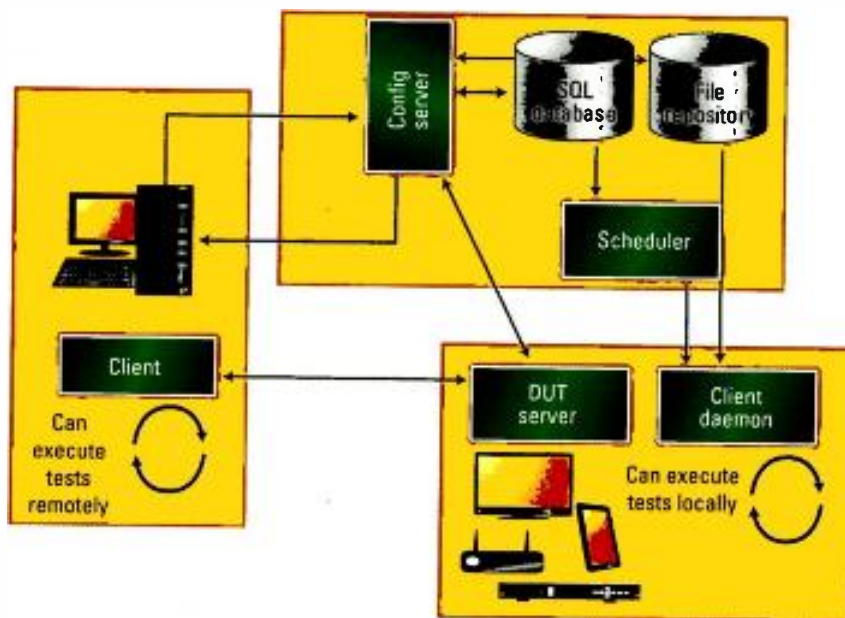 Config
server
SQL
database
File
repository
Scheduler
Client
Can
execute
tests
remotely
DUT
server
Client
daemon
Can execute
tests locally